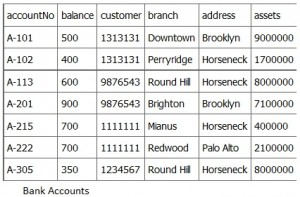 accountNo balance customer branch address assets
A-101 500 1313131 Downtown Brooklyn 9000000
A-102 400 1313131 Perryridge Horseneck 1700000
A-113 600 9876543 Round Hill Horseneck 8000000
A-201 900 9876543 Brighton Brooklyn 7100000
A-215 700 1111111 Mianus Horseneck 400000
A-222 700 1111111 Redwood Palo Alto 2100000
A-305 350 1234567 Round Hill Horseneck 8000000
Bank Accounts